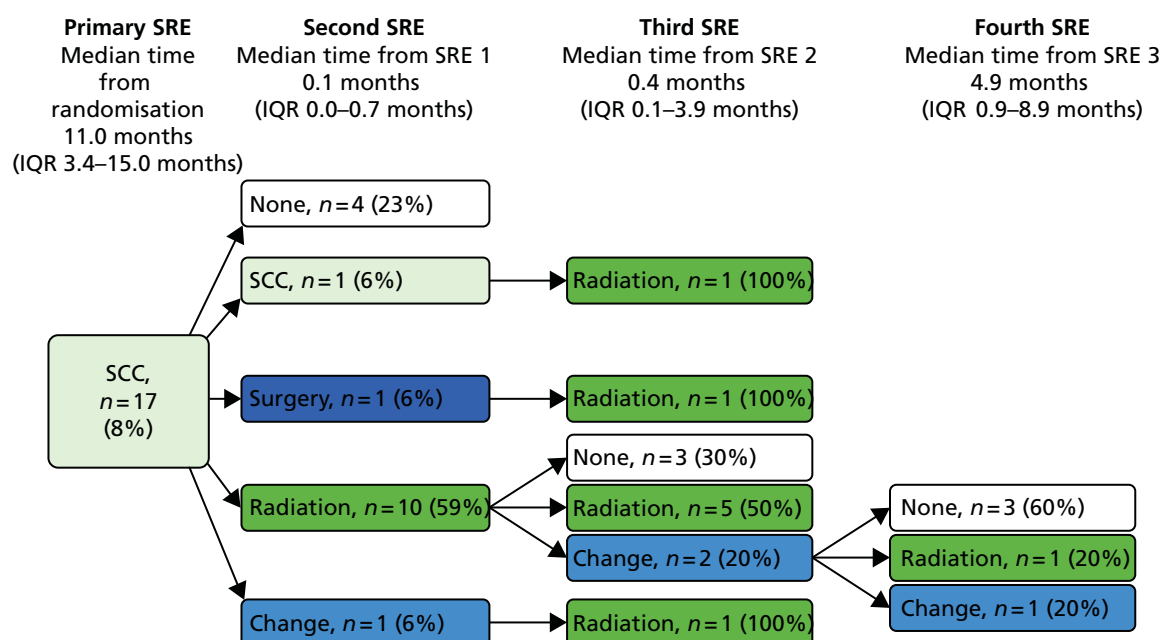 Primary SRE
Median time
from
randomisation
11.0 months
(IQR 3.4–15.0 months)
Second SRE
Median time from SRE 1
0.1 months
(IQR 0.0–0.7 months)
Third SRE
Median time from SRE 2
0.4 months
(IQR 0.1–3.9 months)
Fourth SRE
Median time from SRE 3
4.9 months
(IQR 0.9–8.9 months)
SCC,
n=17
(8%)
None, n=4 (23%)
SCC, n=1 (6%)
Radiation, n=1 (100%)
Surgery, n=1 (6%)
Radiation, n=1 (100%)
Radiation, n=10 (59%)
None, n=3 (30%)
Radiation, n=5 (50%)
Change, n=2 (20%)
None, n=3 (60%)
Radiation, n=1 (20%)
Change, n=1 (20%)
Change, n=1 (6%)
Radiation, n=1 (100%)